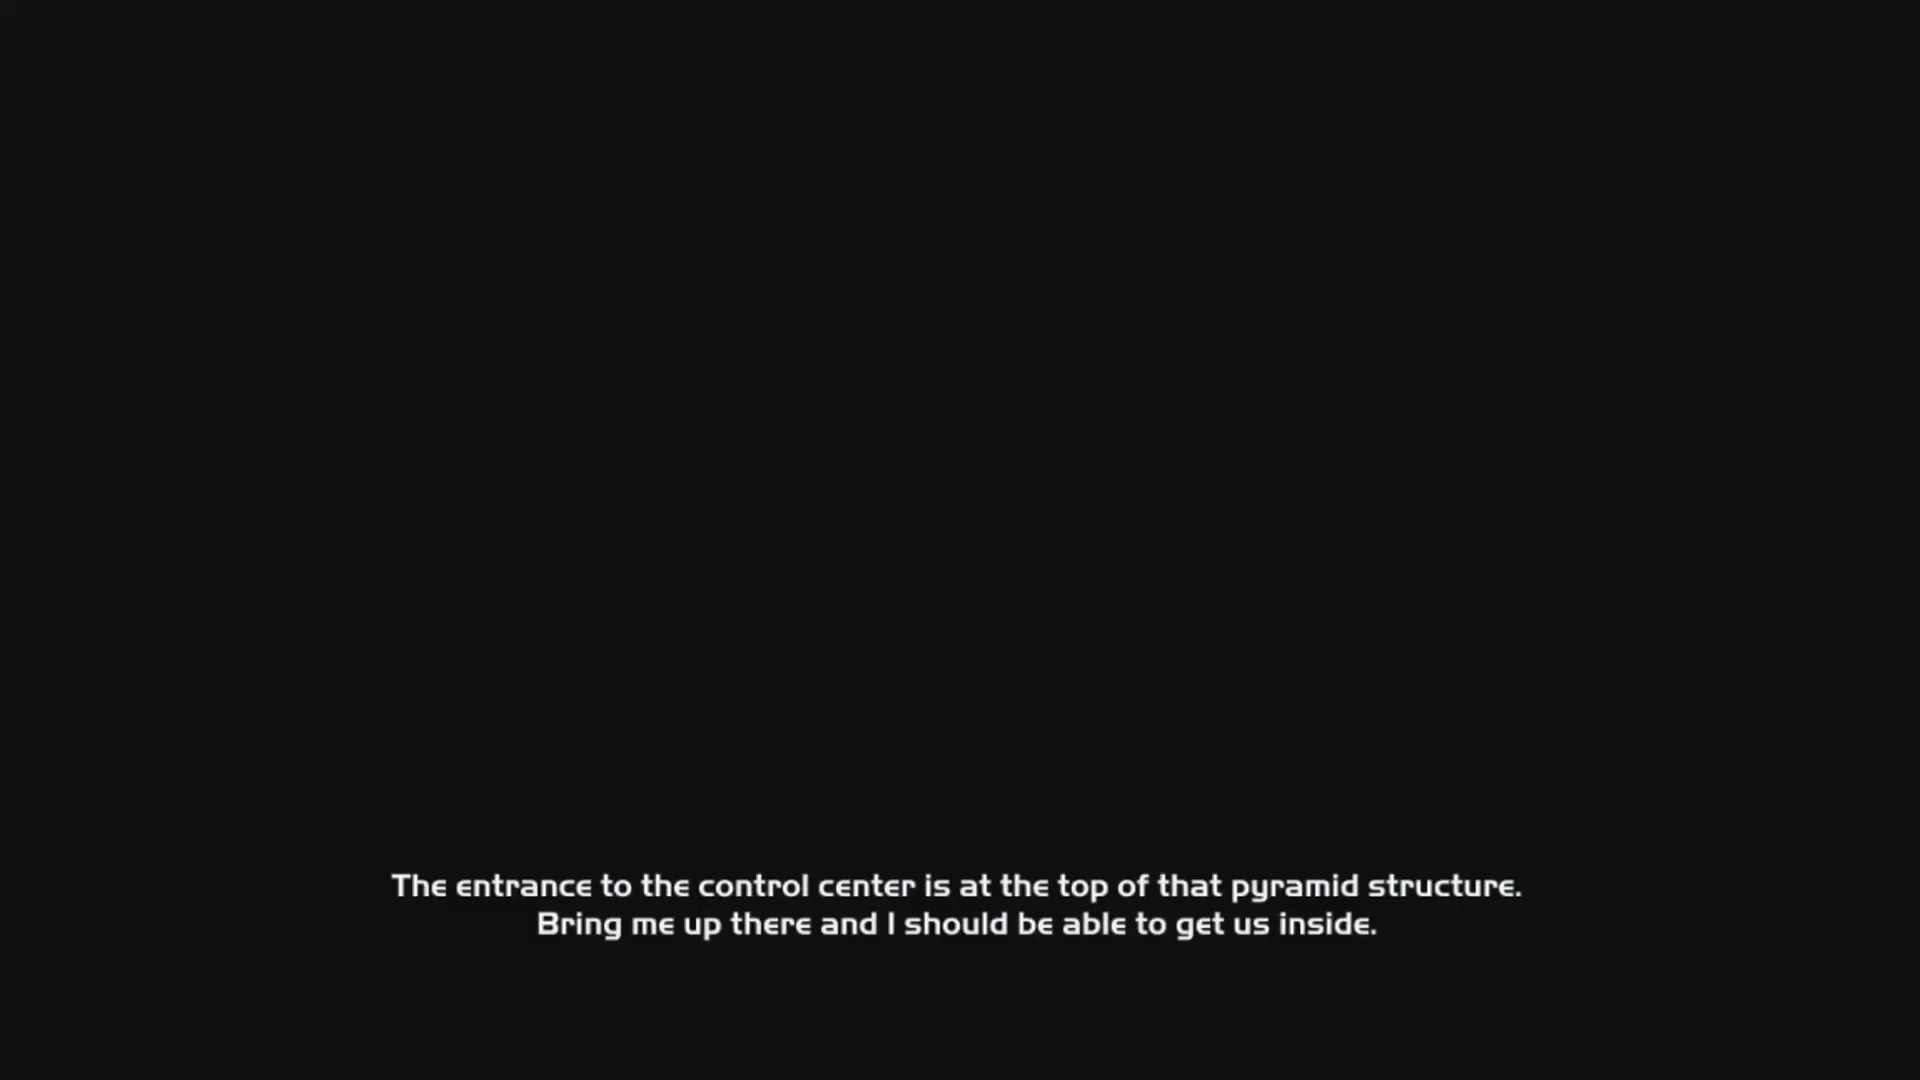 The entrance to the control center is at the top of that pyramid structure.
Bring me up there and I should be able to get us inside.